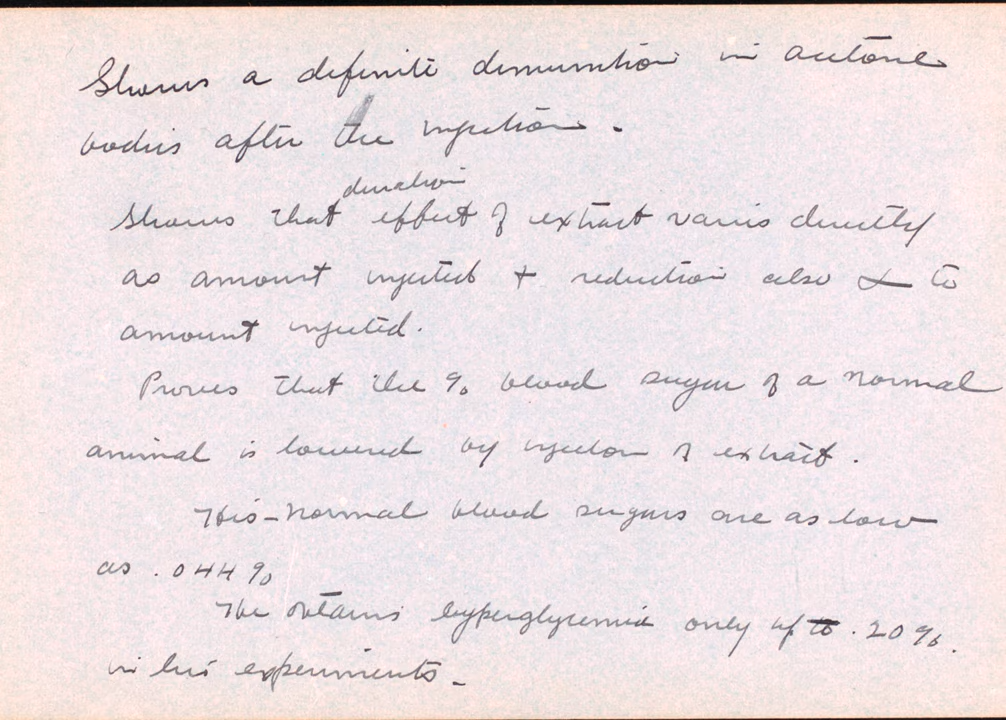 Shows a definite dimunition in acetone
bodies after the injection.
duration
Shows that effect of extract varies directly
as amount injected + reduction also ∝ to
amount injected.
Proves that the % blood sugar of a normal
animal is lowered by injection of extract.
His - normal blood sugars are as low
as .044%
He obtains hyperglycemia only up to .20%.
in his experiments -